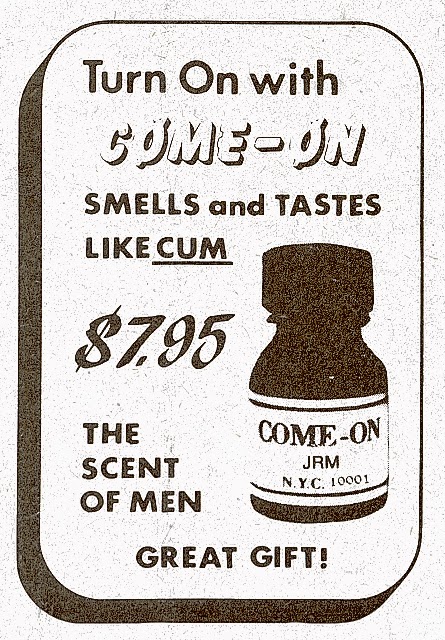 Turn On with
COME-ON
SMELLS and TASTES
LIKE CUM
$7.95
THE
SCENT
OF MEN
COME-ON
JRM
N.Y.C. 10001
GREAT GIFT!